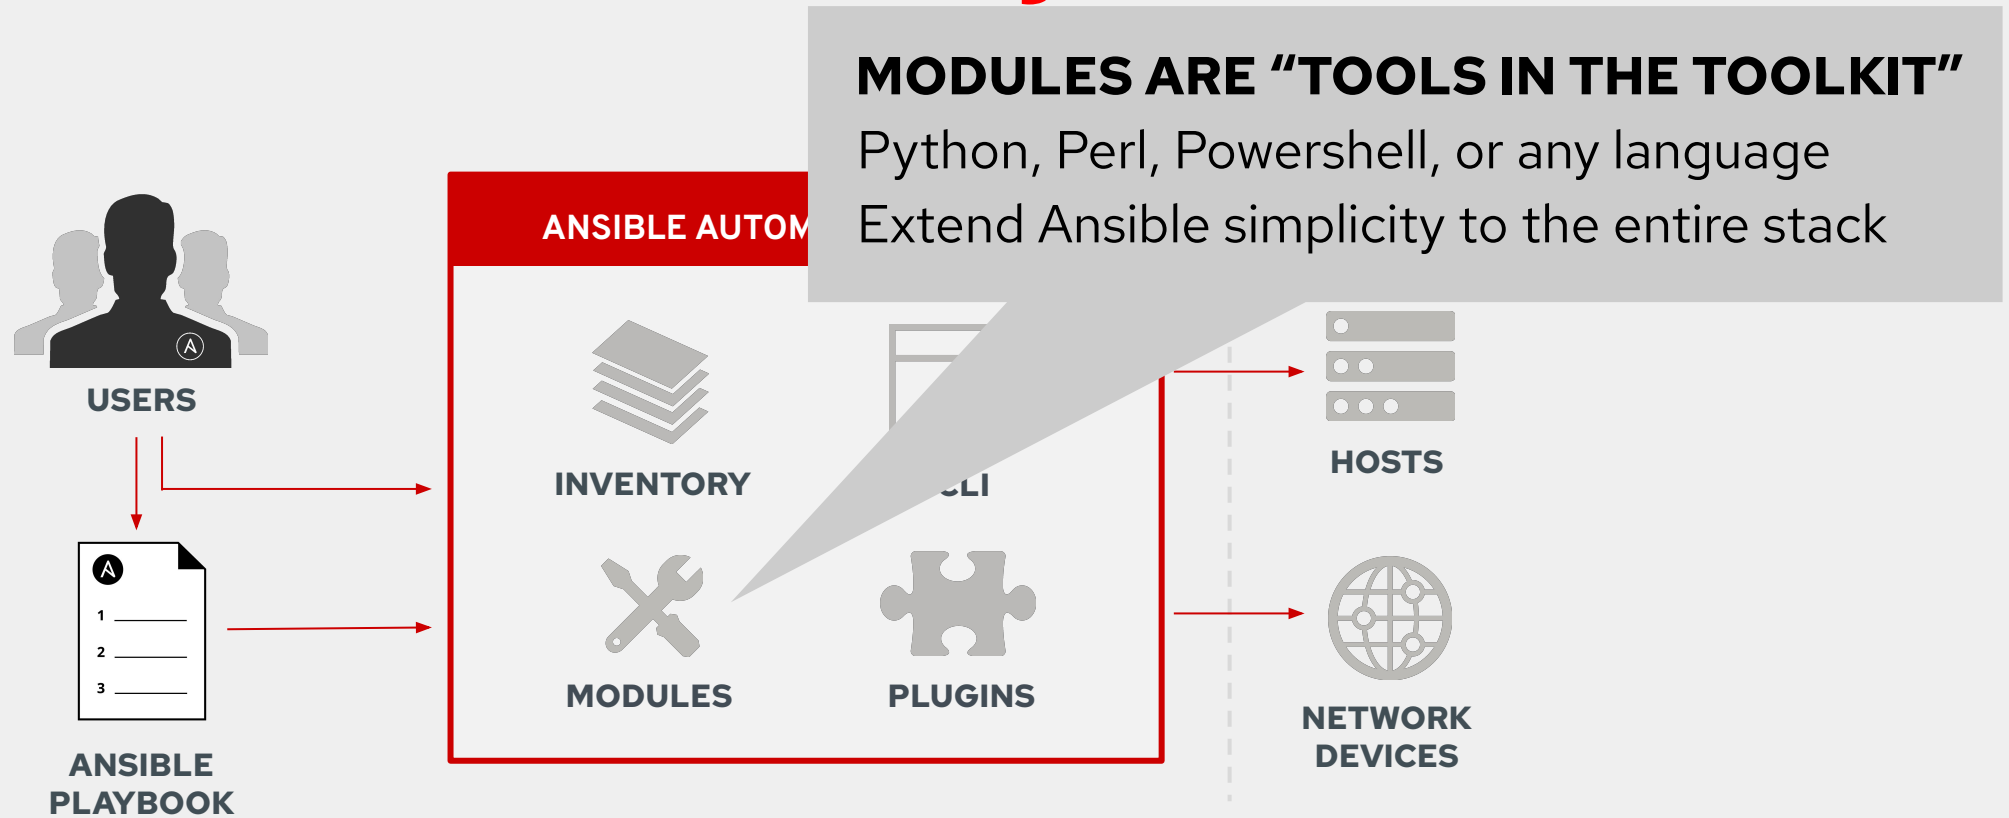 MODULES ARE “TOOLS IN THE TOOLKIT”
Python, Perl, Powershell, or any language
Extend Ansible simplicity to the entire stack
ANSIBLE AUTOM
USERS
INVENTORY
CLI
HOSTS
1
2
3
MODULES
PLUGINS
NETWORK
DEVICES
ANSIBLE
PLAYBOOK